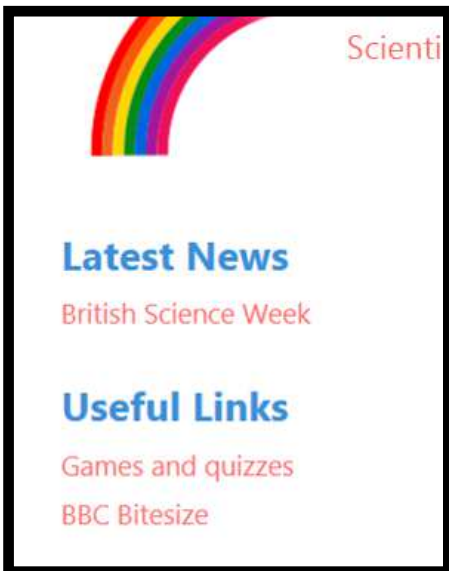 Scienti
Latest News
British Science Week
Useful Links
Games and quizzes
BBC Bitesize